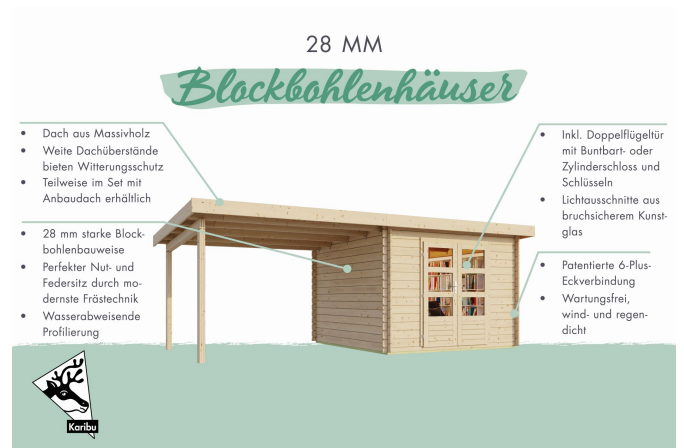 28 MM
Blockbohlenhäuser
• Dach aus Massivholz
• Weite Dachüberstände
bieten Witterungsschutz
• Teilweise im Set mit
Anbaudach erhältlich
• 28 mm starke Block-
bohlenbauweise
• Perfekter Nut- und
Federsitz durch mo-
dernste Frästechnik
• Wasserabweisende
Profilierung
• Inkl. Doppelflügeltür
mit Buntbart- oder
Zylinderschloss und
Schlüsseln
• Lichtausschnitte aus
bruchsicherem Kunst-
glas
• Patentierte 6-Plus-
Eckverbindung
• Wartungsfrei,
wind- und regen-
dicht
Karibu